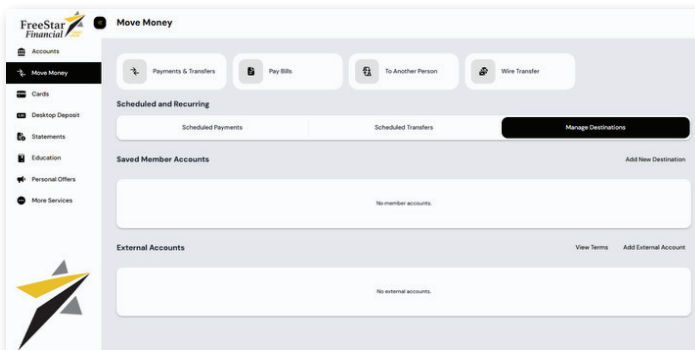 FreeStar
Financial
Move Money
Accounts
Move Money
Cards
Desktop Deposit
Statements
Education
Personal Offers
More Services
Payments & Transfers
Pay Bills
To Another Person
Wire Transfer
Scheduled and Recurring
Scheduled Payments
Scheduled Transfers
Manage Destinations
Saved Member Accounts
Add New Destination
No member accounts.
External Accounts
View Terms
Add External Account
No external accounts.